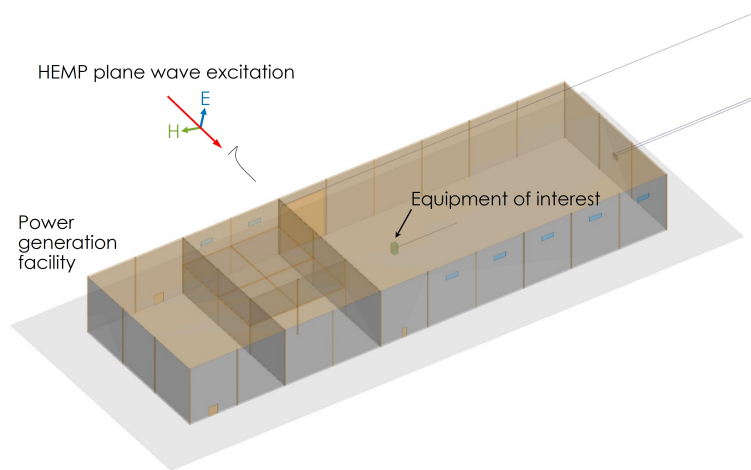 HEMP plane wave excitation
E
H
Equipment of interest
Power
generation
facility